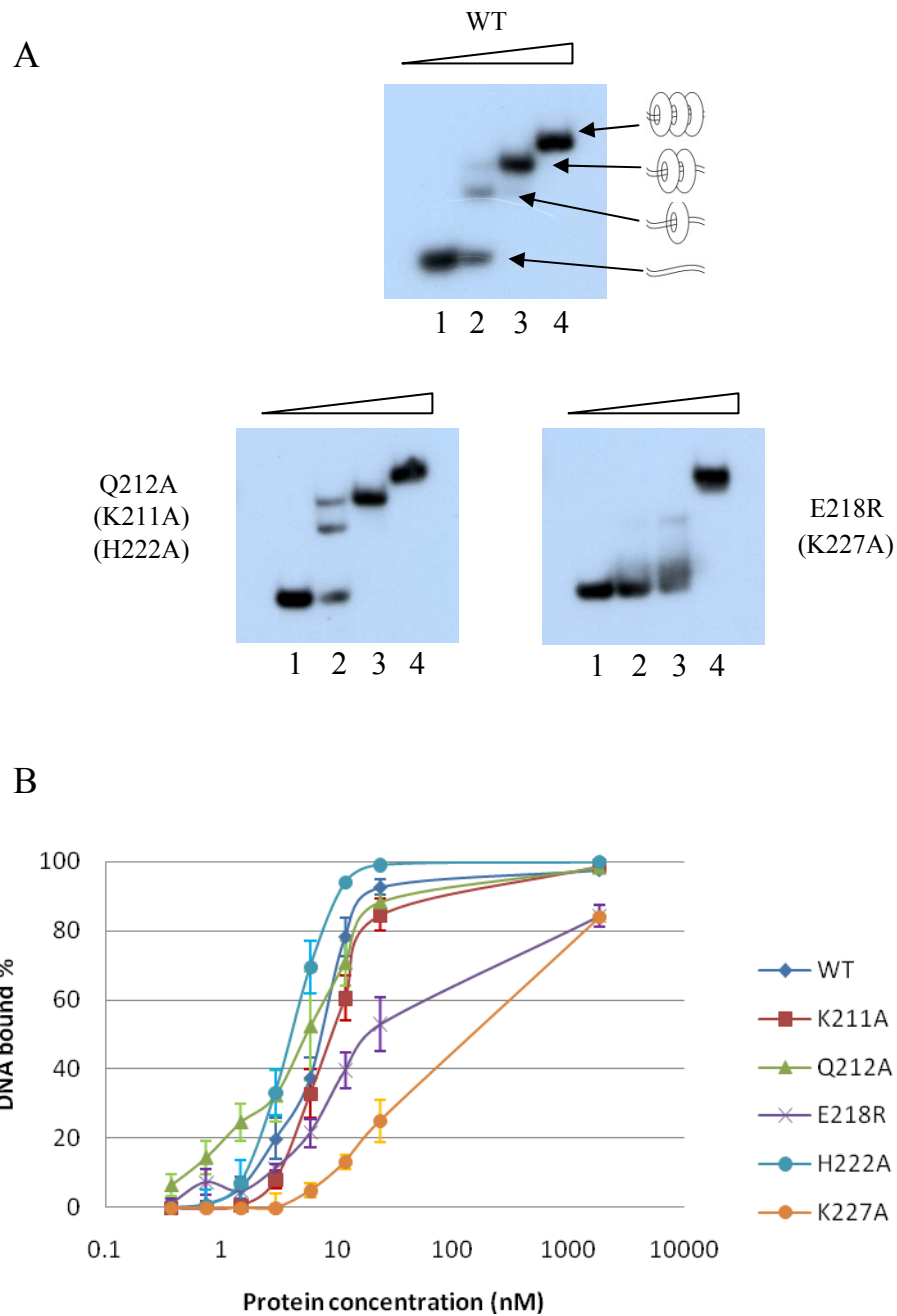 WT
A
1 2 3 4
Q212A
(K211A)
(H222A)
E218R
(K227A)
1 2 3 4
1 2 3 4
B
DNA bound %
100
80
60
40
20
0
0.1 1 10 100 1000 10000
Protein concentration (nM)
WT
K211A
Q212A
E218R
H222A
K227A